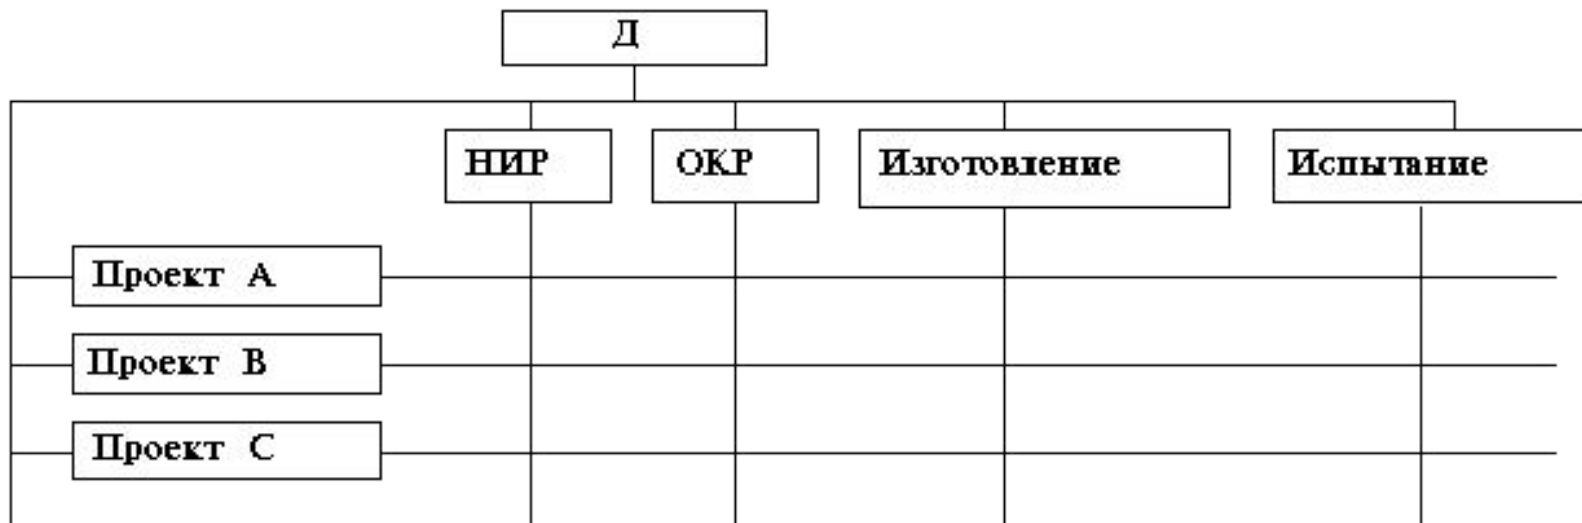 Д
НИР
ОКР
Изготовление
Испытание
Проект А
Проект В
Проект С